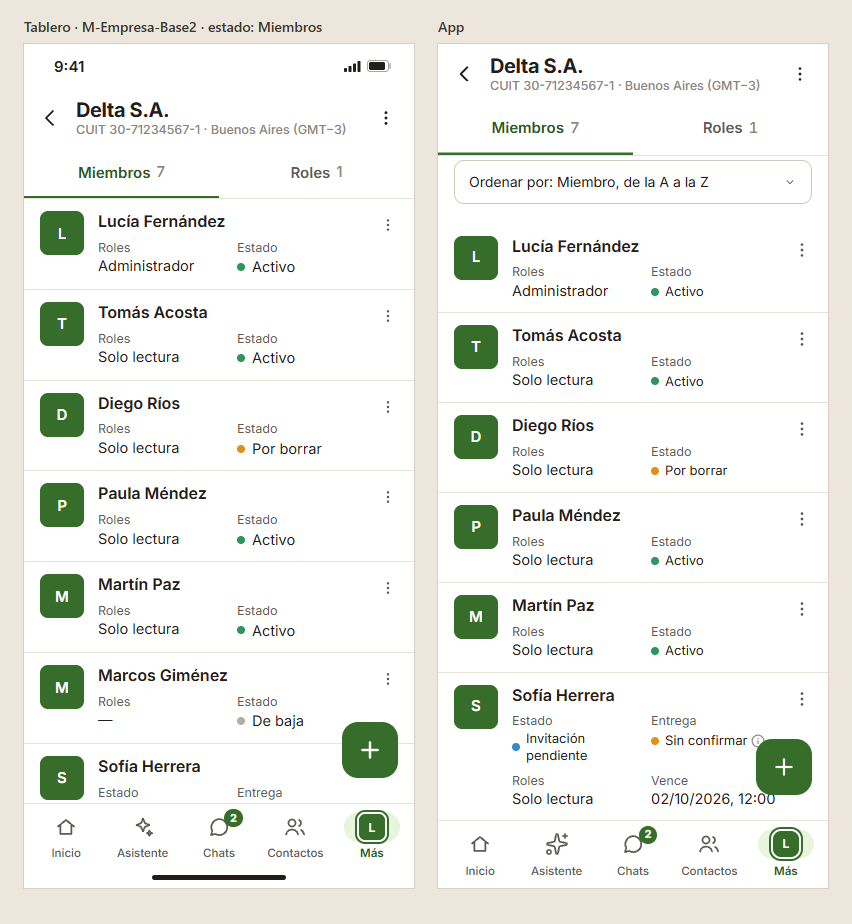 Tablero · M-Empresa-Base2 · estado: Miembros
9:41
Delta S.A.
CUIT 30-71234567-1 · Buenos Aires (GMT−3)
Miembros 7
Roles 1
L
Lucía Fernández
Roles
Estado
Administrador
Activo
T
Tomás Acosta
Roles
Estado
Solo lectura
Activo
D
Diego Ríos
Roles
Estado
Solo lectura
Por borrar
P
Paula Méndez
Roles
Estado
Solo lectura
Activo
M
Martín Paz
Roles
Estado
Solo lectura
Activo
M
Marcos Giménez
Roles
Estado
—
De baja
S
Sofía Herrera
Estado
Entrega
2
L
Inicio
Asistente
Chats
Contactos
Más
App
Delta S.A.
CUIT 30-71234567-1 · Buenos Aires (GMT−3)
Miembros 7
Roles 1
Ordenar por: Miembro, de la A a la Z
L
Lucía Fernández
Roles
Estado
Administrador
Activo
T
Tomás Acosta
Roles
Estado
Solo lectura
Activo
D
Diego Ríos
Roles
Estado
Solo lectura
Por borrar
P
Paula Méndez
Roles
Estado
Solo lectura
Activo
M
Martín Paz
Roles
Estado
Solo lectura
Activo
S
Sofía Herrera
Estado
Entrega
Invitación
pendiente
Sin confirmar
Roles
Vence
Solo lectura
02/10/2026, 12:00
2
L
Inicio
Asistente
Chats
Contactos
Más